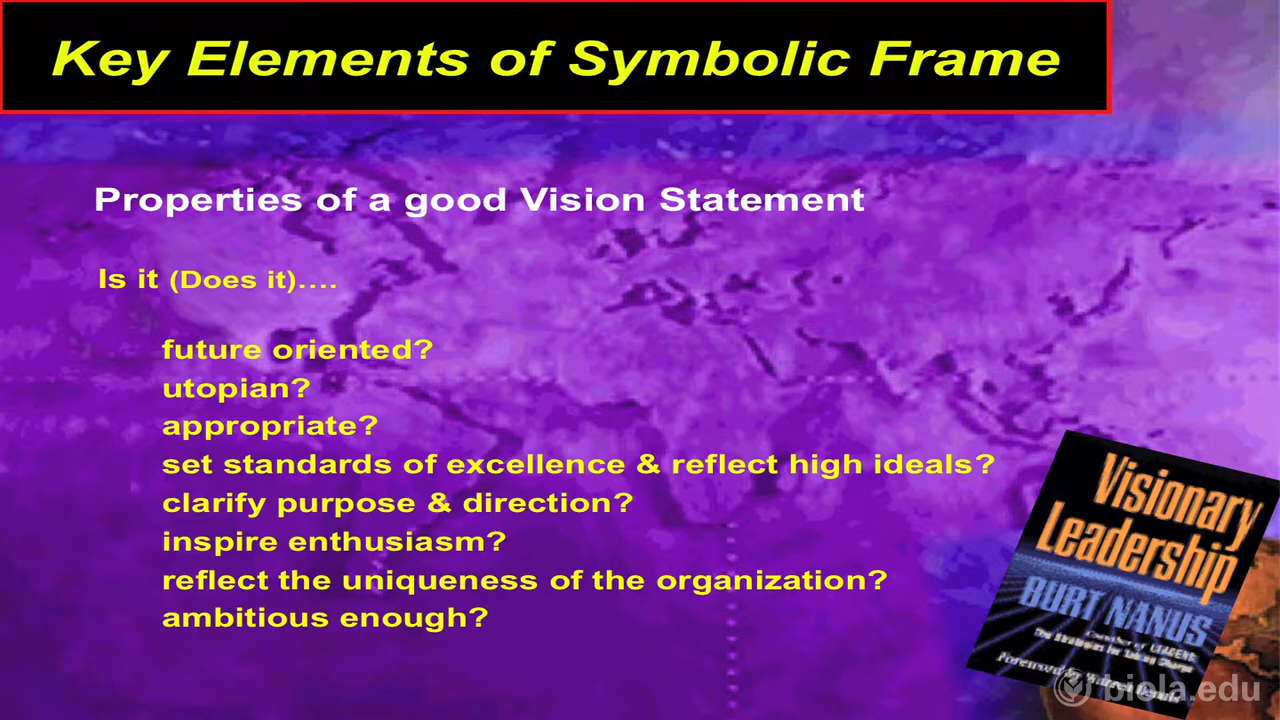 Key Elements of Symbolic Frame
Properties of a good Vision Statement
Is it (Does it)....
future oriented?
utopian?
appropriate?
set standards of excellence & reflect high ideals?
clarify purpose & direction?
inspire enthusiasm?
reflect the uniqueness of the organization?
ambitious enough?
Visionary
Leadership
BURT NANUS
Foreword by
biola.edu